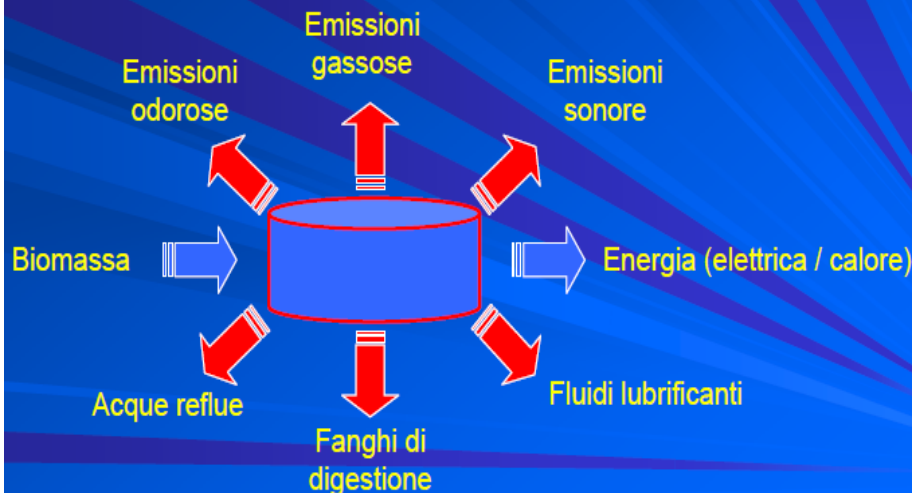 Emissioni
gassose
Emissioni
odorose
Emissioni
sonore
Biomassa
Energia (elettrica / calore)
Acque reflue
Fluidi lubrificanti
Fanghi di
digestione